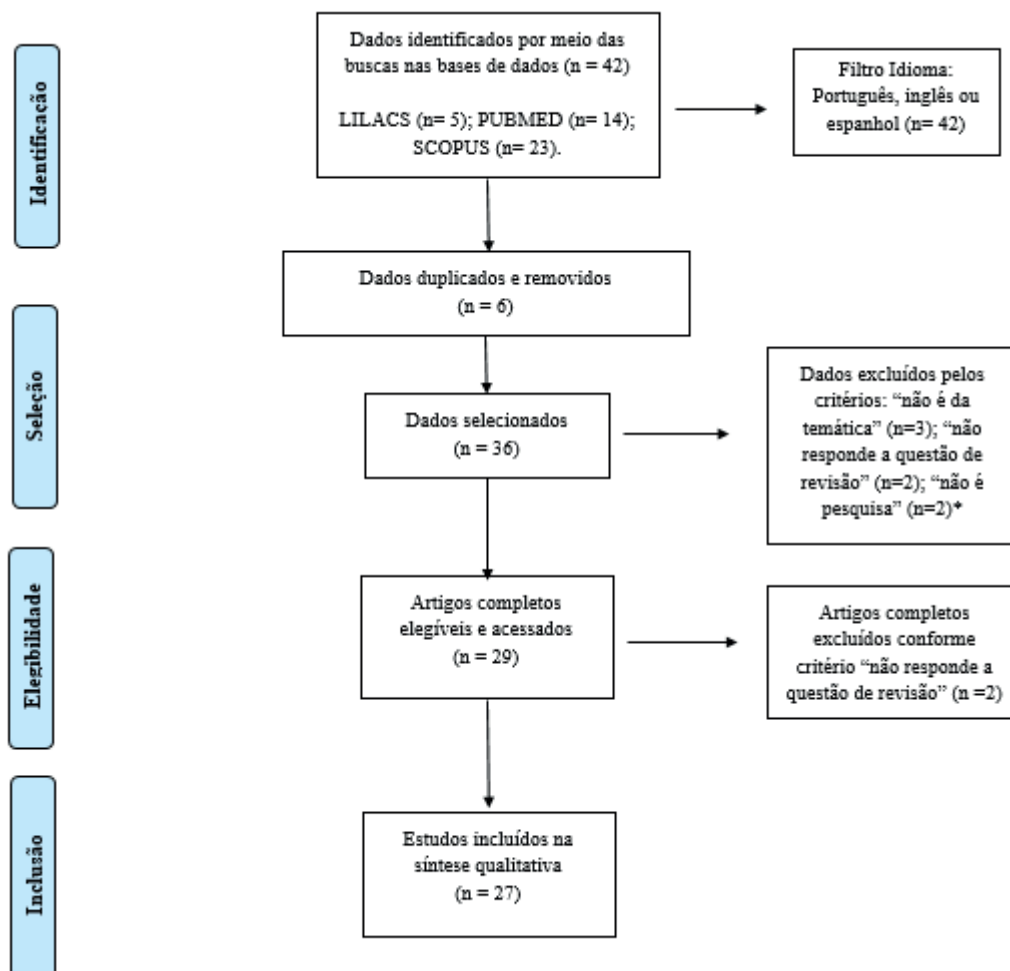 Identificação
Dados identificados por meio das
buscas nas bases de dados (n = 42)
LILACS (n= 5); PUBMED (n= 14);
SCOPUS (n= 23).
Filtro Idioma:
Português, inglês ou
espanhol (n= 42)
Dados duplicados e removidos
(n = 6)
Seleção
Dados selecionados
(n = 36)
Dados excluídos pelos
critérios: “não é da
temática” (n=3); “não
responde a questão de
revisão” (n=2); “não é
pesquisa” (n=2)*
Elegibilidade
Artigos completos
elegíveis e acessados
(n = 29)
Artigos completos
excluídos conforme
critério “não responde a
questão de revisão” (n =2)
Inclusão
Estudos incluídos na
síntese qualitativa
(n = 27)